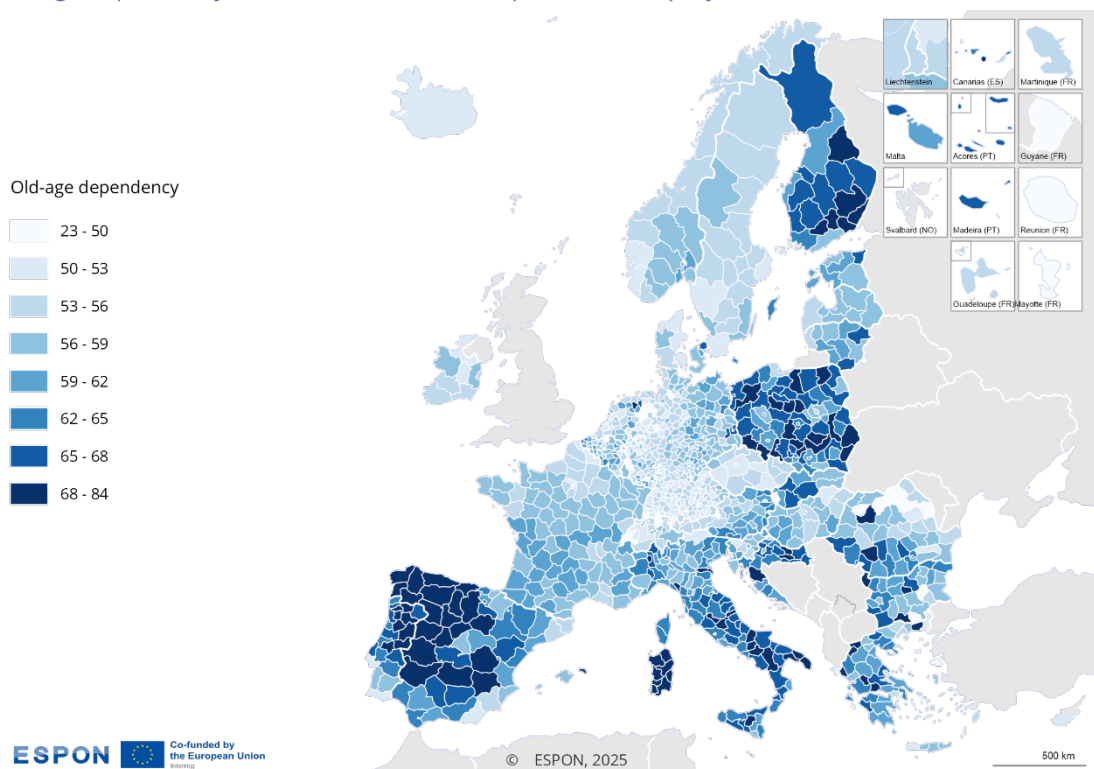 Old-age dependency
23 - 50
50 - 53
53 - 56
56 - 59
59 - 62
62 - 65
65 - 68
68 - 84
Liechtenstein
Canarias (ES)
Martinique (FR)
Malta
Acores (PT)
Guyane (FR)
Svalbard (NO)
Madeira (PT)
Reunion (FR)
Guadeloupe (FR)
Mayotte (FR)
ESPON
Co-funded by
the European Union
Interreg
© ESPON, 2025
500 km